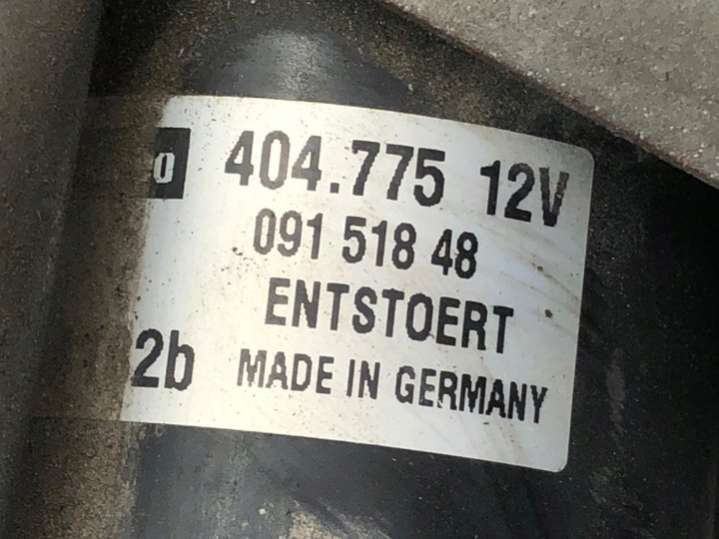 404.775 12V
091 518 48
ENTSTOERT
2b MADE IN GERMANY